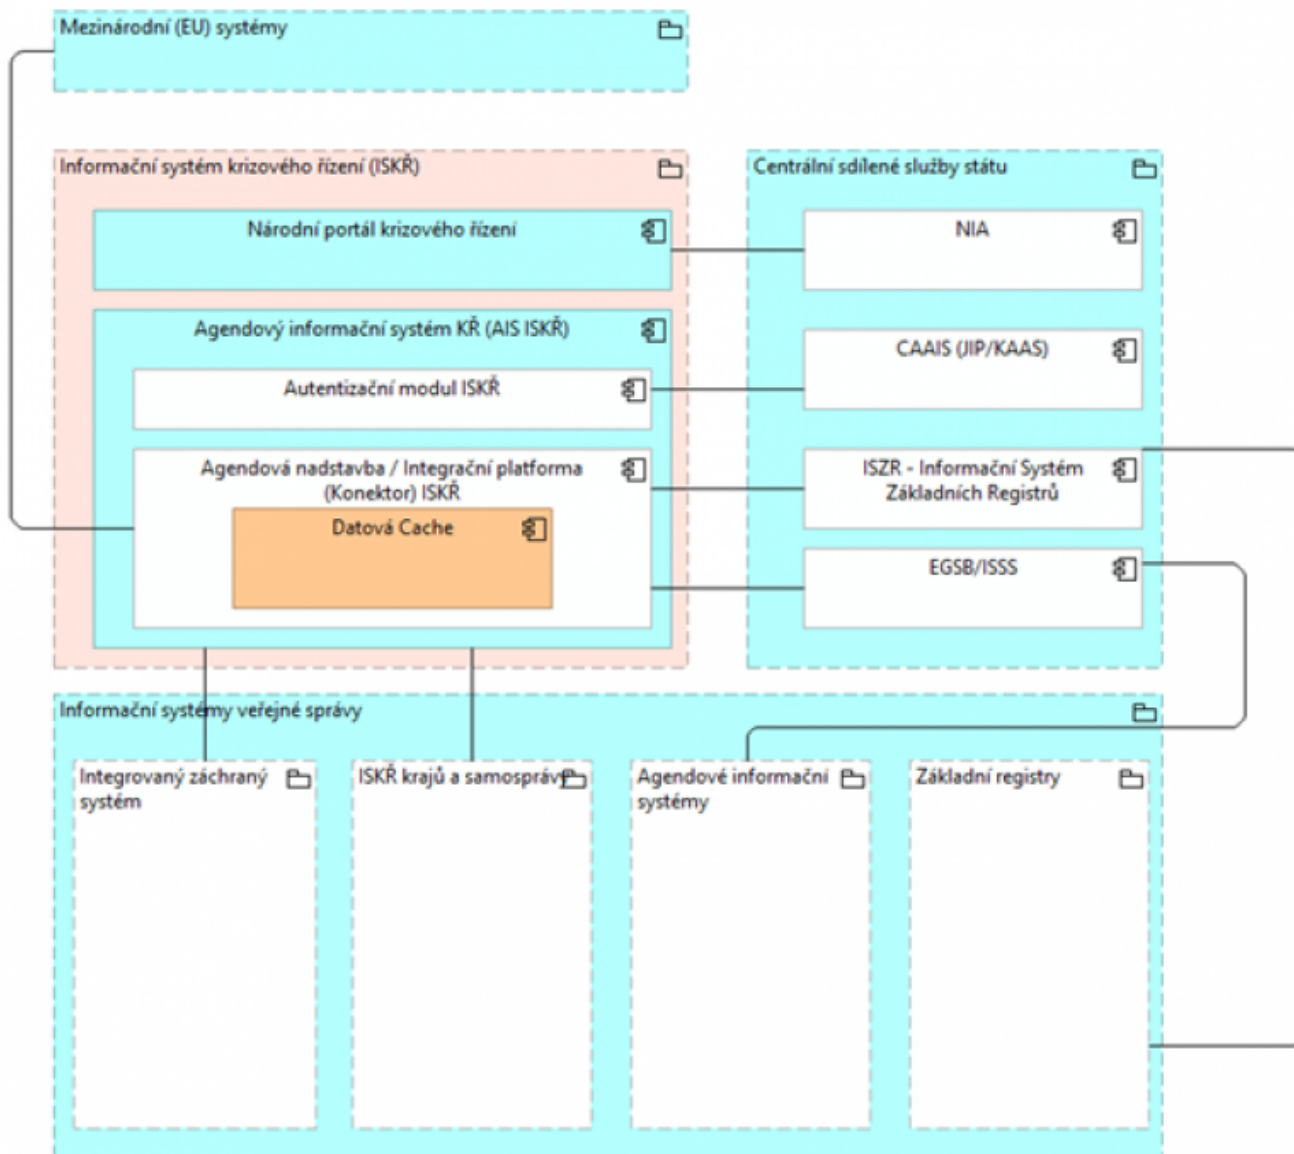 Mezinárodní (EU) systémy
Informační systém krizového řízení (ISKŘ)
Národní portál krizového řízení
Agendový informační systém KŘ (AIS ISKŘ)
Autentizační modul ISKŘ
Agendová nadstavba / Integrační platforma
(Konektor) ISKŘ
Datová Cache
Centrální sdílené služby státu
NIA
CAAIS (JIP/KAAS)
ISZR - Informační Systém
Základních Registrů
EGSB/ISSS
Informační systémy veřejné správy
Integrovaný záchraný
systém
ISKŘ krajů a samosprávy
Agendové informační
systémy
Základní registry